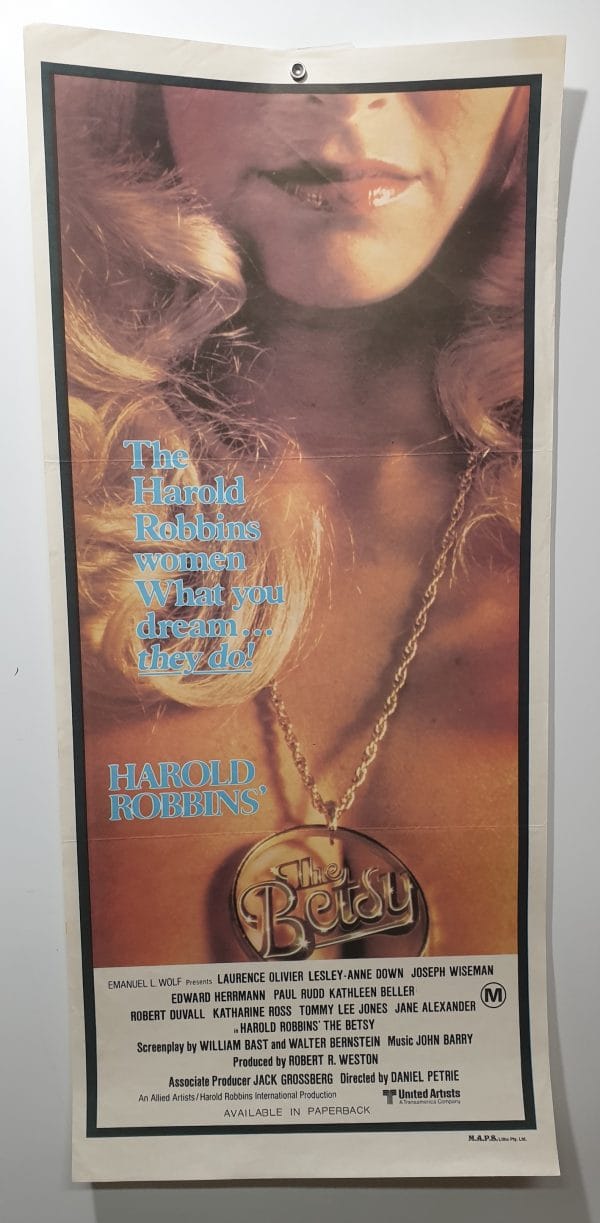 The
Harold
Robbins
women
What you
dream...
they do!
HAROLD
ROBBINS'
The
Betsy
EMANUEL L. WOLF Presents LAURENCE OLIVIER LESLEY-ANNE DOWN JOSEPH WISEMAN
EDWARD HERRMANN PAUL RUDD KATHLEEN BELLER
M
ROBERT DUVALL KATHARINE ROSS TOMMY LEE JONES JANE ALEXANDER
in HAROLD ROBBINS' THE BETSY
Screenplay by WILLIAM BAST and WALTER BERNSTEIN Music JOHN BARRY
Produced by ROBERT R. WESTON
Associate Producer JACK GROSSBERG Directed by DANIEL PETRIE
An Allied Artists/Harold Robbins International Production
United Artists
A Transamerica Company
AVAILABLE IN PAPERBACK
M.A.P.S. Litho Pty. Ltd.